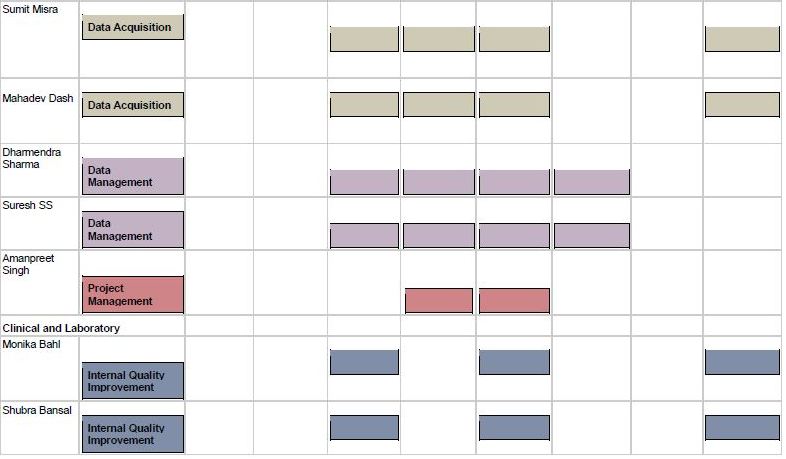 Sumit Misra
Data Acquisition
Mahadev Dash
Data Acquisition
Dharmendra
Sharma
Data
Management
Suresh SS
Data
Management
Amanpreet
Singh
Project
Management
Clinical and Laboratory
Monika Bahl
Internal Quality
Improvement
Shubra Bansal
Internal Quality
Improvement